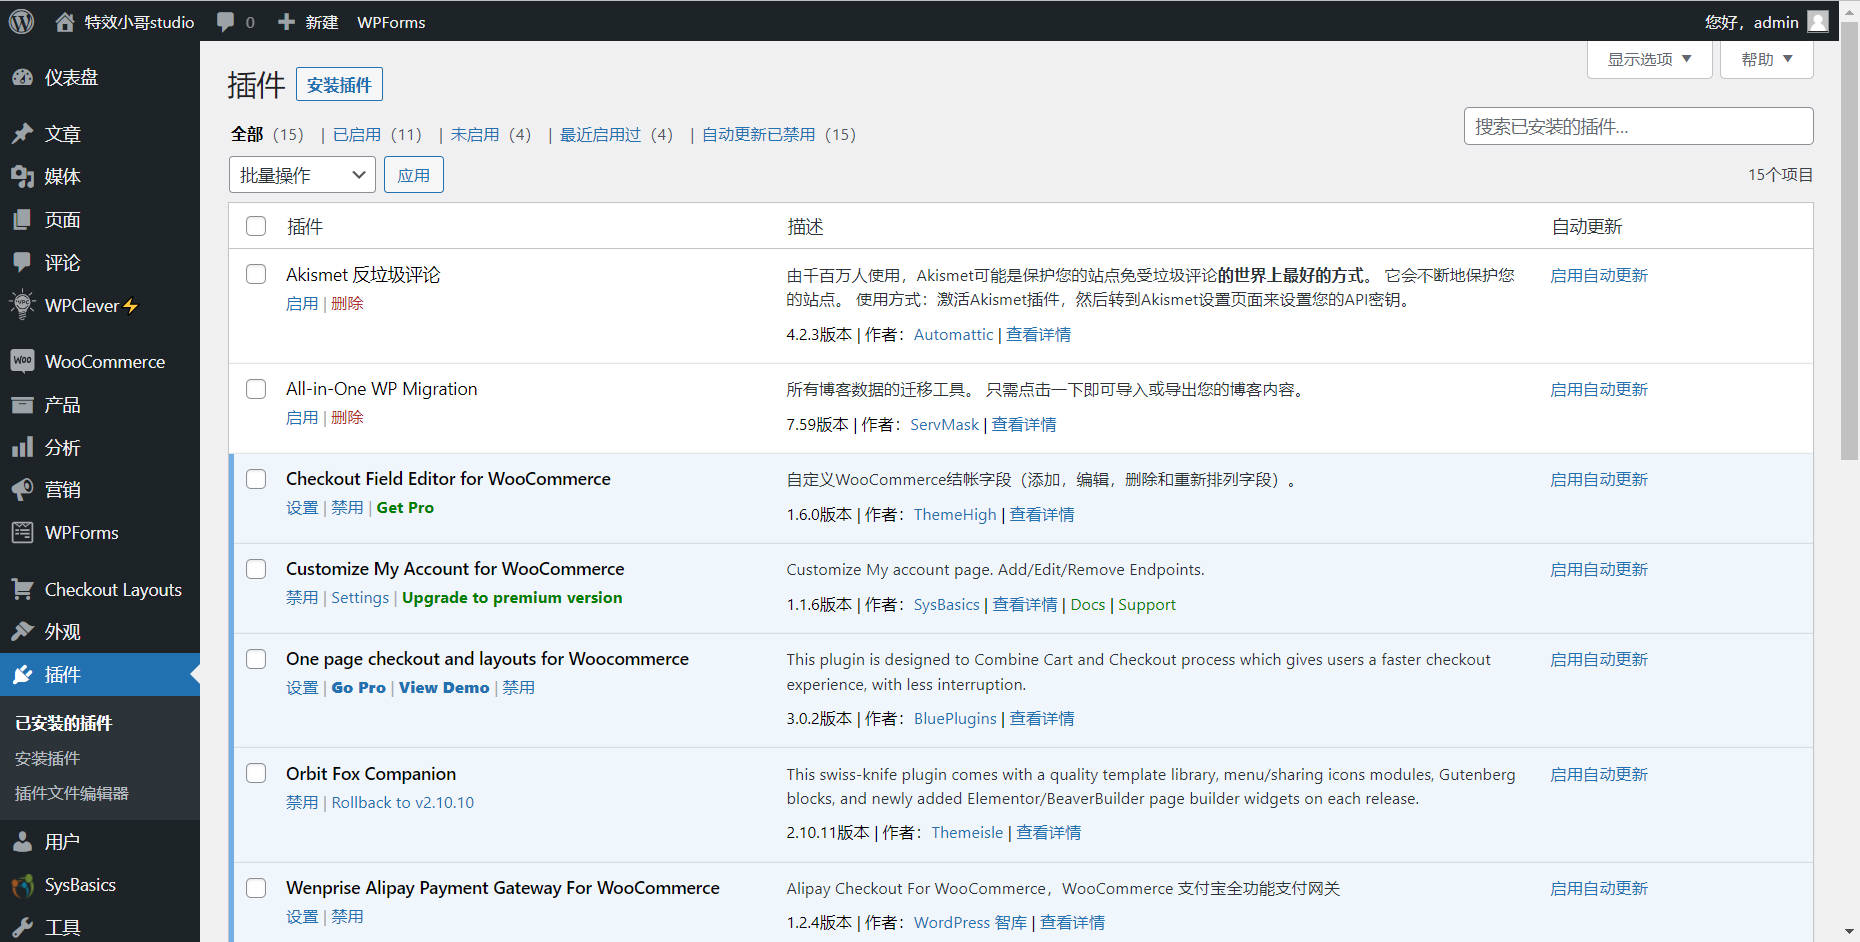 特效小哥studio 0 新建 WPForms 您好，admin
仪表盘
文章
媒体
页面
评论
WPClever
WooCommerce
产品
分析
营销
WPForms
Checkout Layouts
外观
插件
已安装的插件
安装插件
插件文件编辑器
用户
SysBasics
工具
显示选项 帮助
插件 安装插件
全部 （15） | 已启用 （11） | 未启用 （4） | 最近启用过 （4） | 自动更新已禁用 （15）
搜索已安装的插件...
批量操作 应用
15个项目
插件 描述 自动更新
Akismet 反垃圾评论
启用 | 删除
由千百万人使用，Akismet可能是保护您的站点免受垃圾评论的世界上最好的方式。 它会不断地保护您
的站点。 使用方式：激活Akismet插件，然后转到Akismet设置页面来设置您的API密钥。
4.2.3版本 | 作者：Automattic | 查看详情
启用自动更新
All-in-One WP Migration
启用 | 删除
所有博客数据的迁移工具。 只需点击一下即可导入或导出您的博客内容。
7.59版本 | 作者：ServMask | 查看详情
启用自动更新
Checkout Field Editor for WooCommerce
设置 | 禁用 | Get Pro
自定义WooCommerce结帐字段（添加，编辑，删除和重新排列字段）。
1.6.0版本 | 作者：ThemeHigh | 查看详情
启用自动更新
Customize My Account for WooCommerce
禁用 | Settings | Upgrade to premium version
Customize My account page. Add/Edit/Remove Endpoints.
1.1.6版本 | 作者：SysBasics | 查看详情 | Docs | Support
启用自动更新
One page checkout and layouts for Woocommerce
设置 | Go Pro | View Demo | 禁用
This plugin is designed to Combine Cart and Checkout process which gives users a faster checkout
experience, with less interruption.
3.0.2版本 | 作者：BluePlugins | 查看详情
启用自动更新
Orbit Fox Companion
禁用 | Rollback to v2.10.10
This swiss-knife plugin comes with a quality template library, menu/sharing icons modules, Gutenberg
blocks, and newly added Elementor/BeaverBuilder page builder widgets on each release.
2.10.11版本 | 作者：Themeisle | 查看详情
启用自动更新
Wenprise Alipay Payment Gateway For WooCommerce
设置 | 禁用
Alipay Checkout For WooCommerce，WooCommerce 支付宝全功能支付网关
1.2.4版本 | 作者：WordPress 智库 | 查看详情
启用自动更新